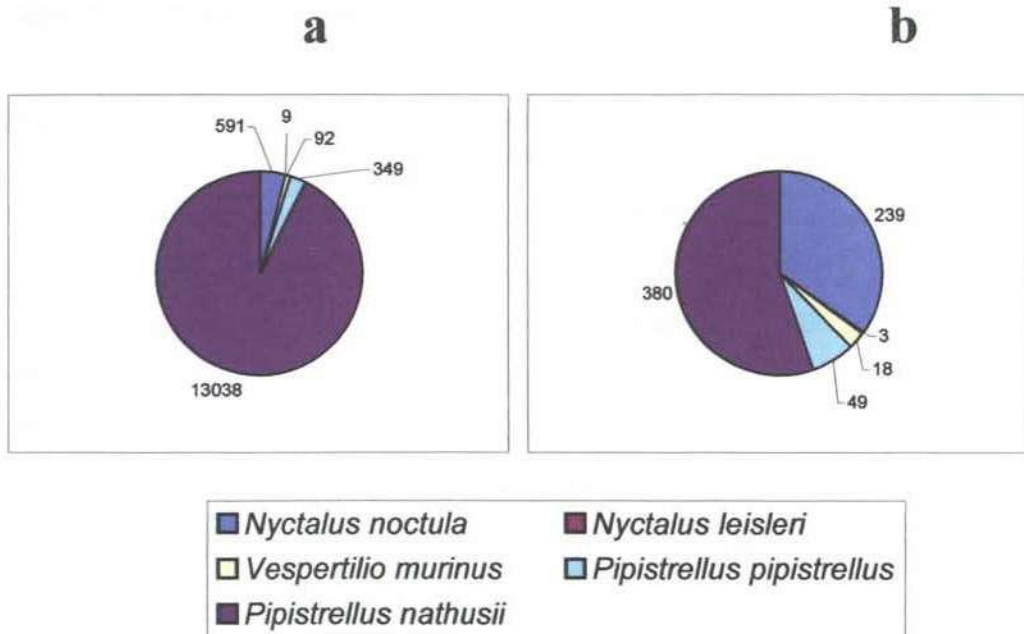 a b
591 9
92
349
239
380
3
18
49
13038
Nyctalus noctula Nyctalus leisleri
Vespertilio murinus Pipistrellus pipistrellus
Pipistrellus nathusii